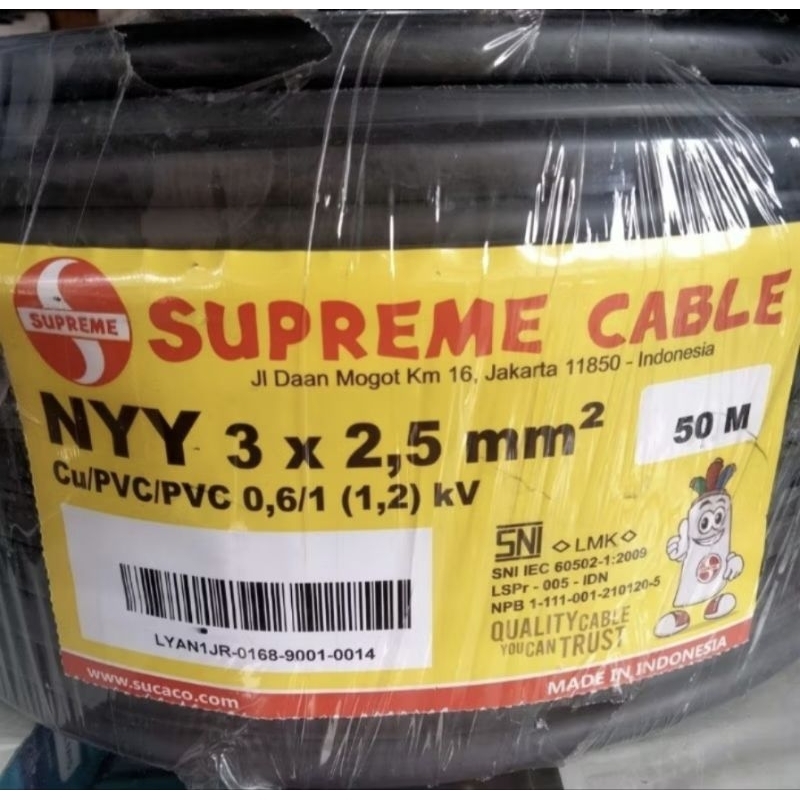 SUPREME
SUPREME CABLE
Jl Daan Mogot Km 16, Jakarta 11850 - Indonesia
NYY 3 x 2,5 mm²
50 M
Cu/PVC/PVC 0,6/1 (1,2) kV
SNI
LMK
SNI IEC 60502-1:2009
LSPr - 005 - IDN
NPB 1-111-001-210120-5
QUALITY CABLE
YOU CAN TRUST
LYAN1JR-0168-9001-0014
www.sucaco.com
MADE IN INDONESIA